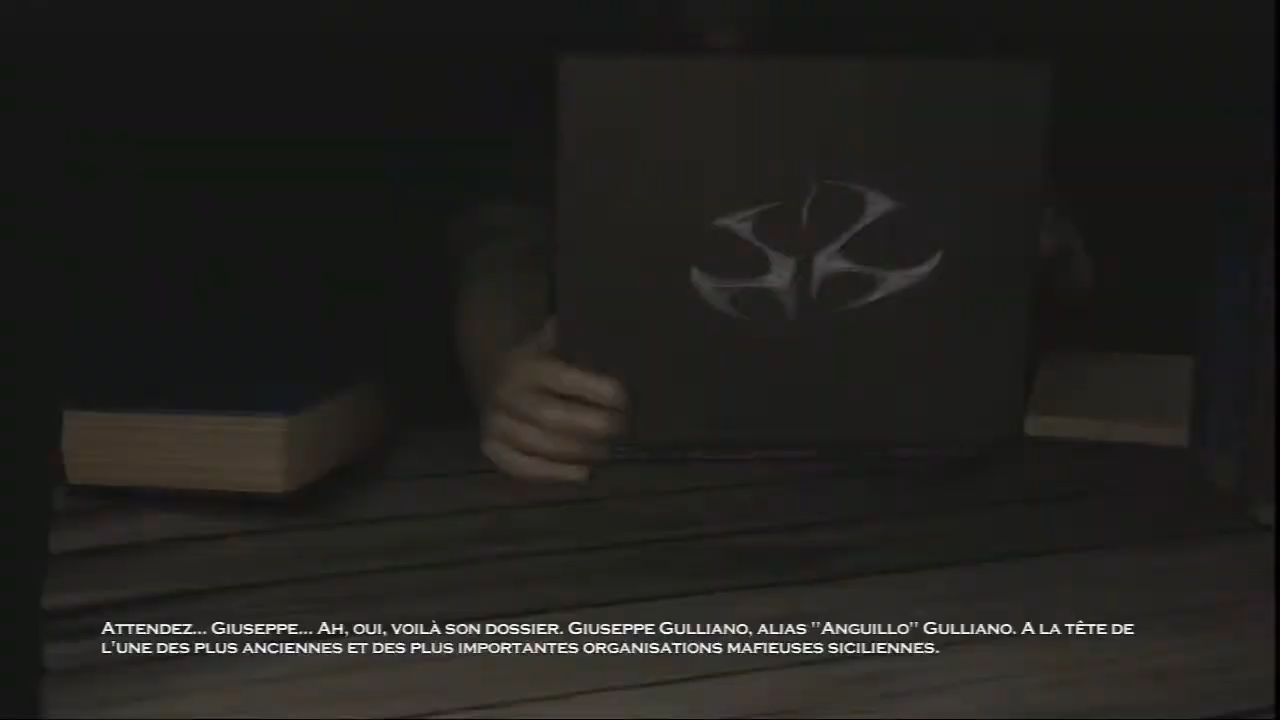 Attendez... Giuseppe... Ah, oui, voilà son dossier. Giuseppe Gulliano, alias "Anguillo" Gulliano. A la tête de
l'une des plus anciennes et des plus importantes organisations mafieuses siciliennes.